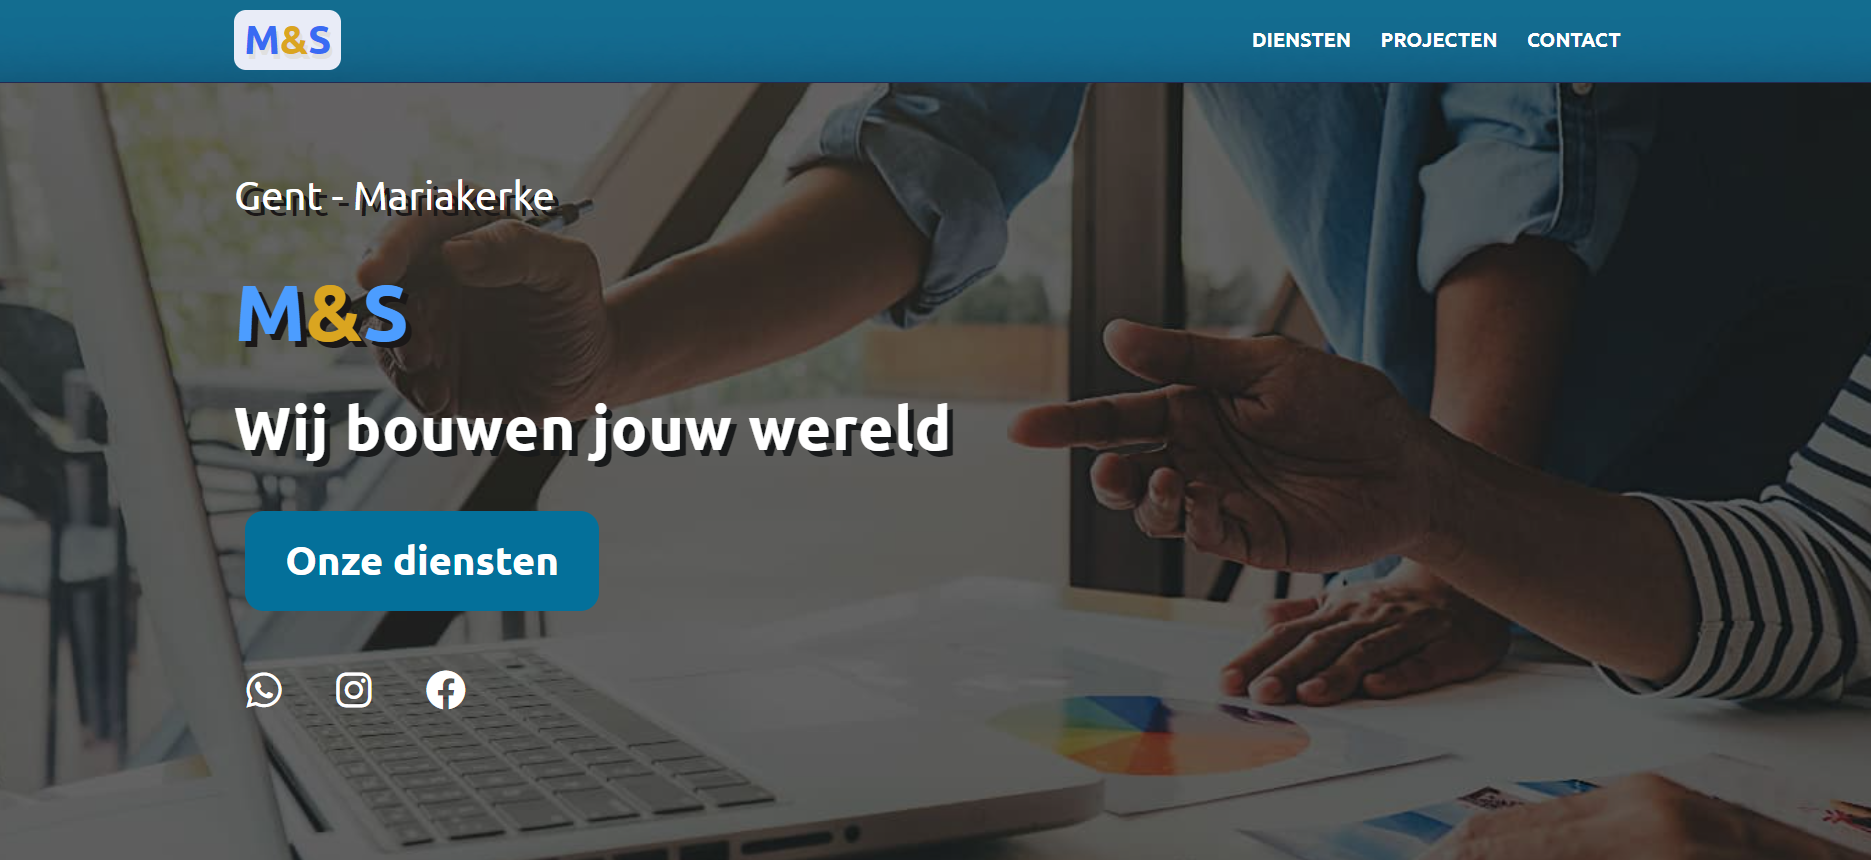 M&S
DIENSTEN PROJECTEN CONTACT
Gent - Mariakerke
M&S
Wij bouwen jouw wereld
Onze diensten